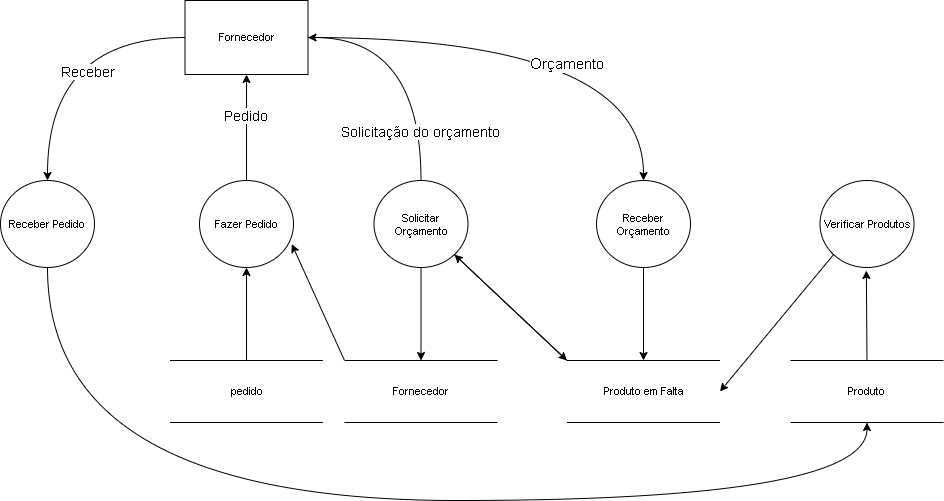 Fornecedor
Receber
Orçamento
Pedido
Solicitação do orçamento
Receber Pedido
Fazer Pedido
Solicitar
Orçamento
Receber
Orçamento
Verificar Produtos
pedido
Fornecedor
Produto em Falta
Produto